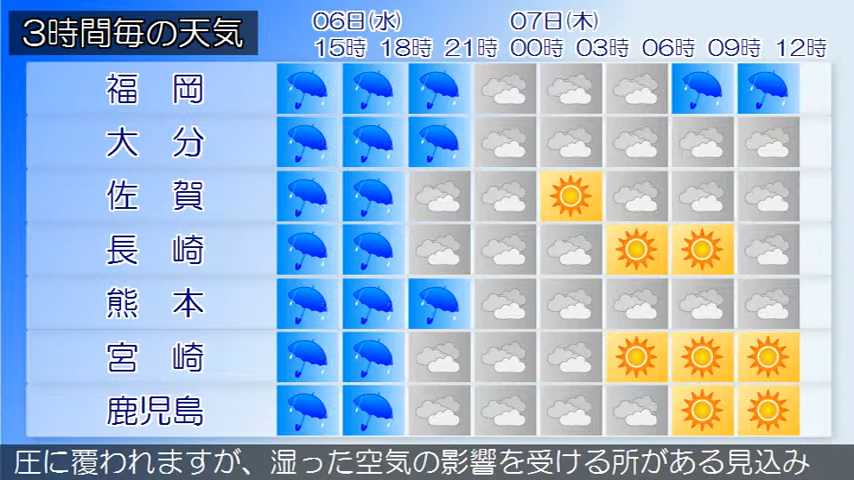 3時間毎の天気
06日(水) 07日(木)
15時 18時 21時 00時 03時 06時 09時 12時
福岡
大分
佐賀
長崎
熊本
宮崎
鹿児島
圧に覆われますが、湿った空気の影響を受ける所がある見込み